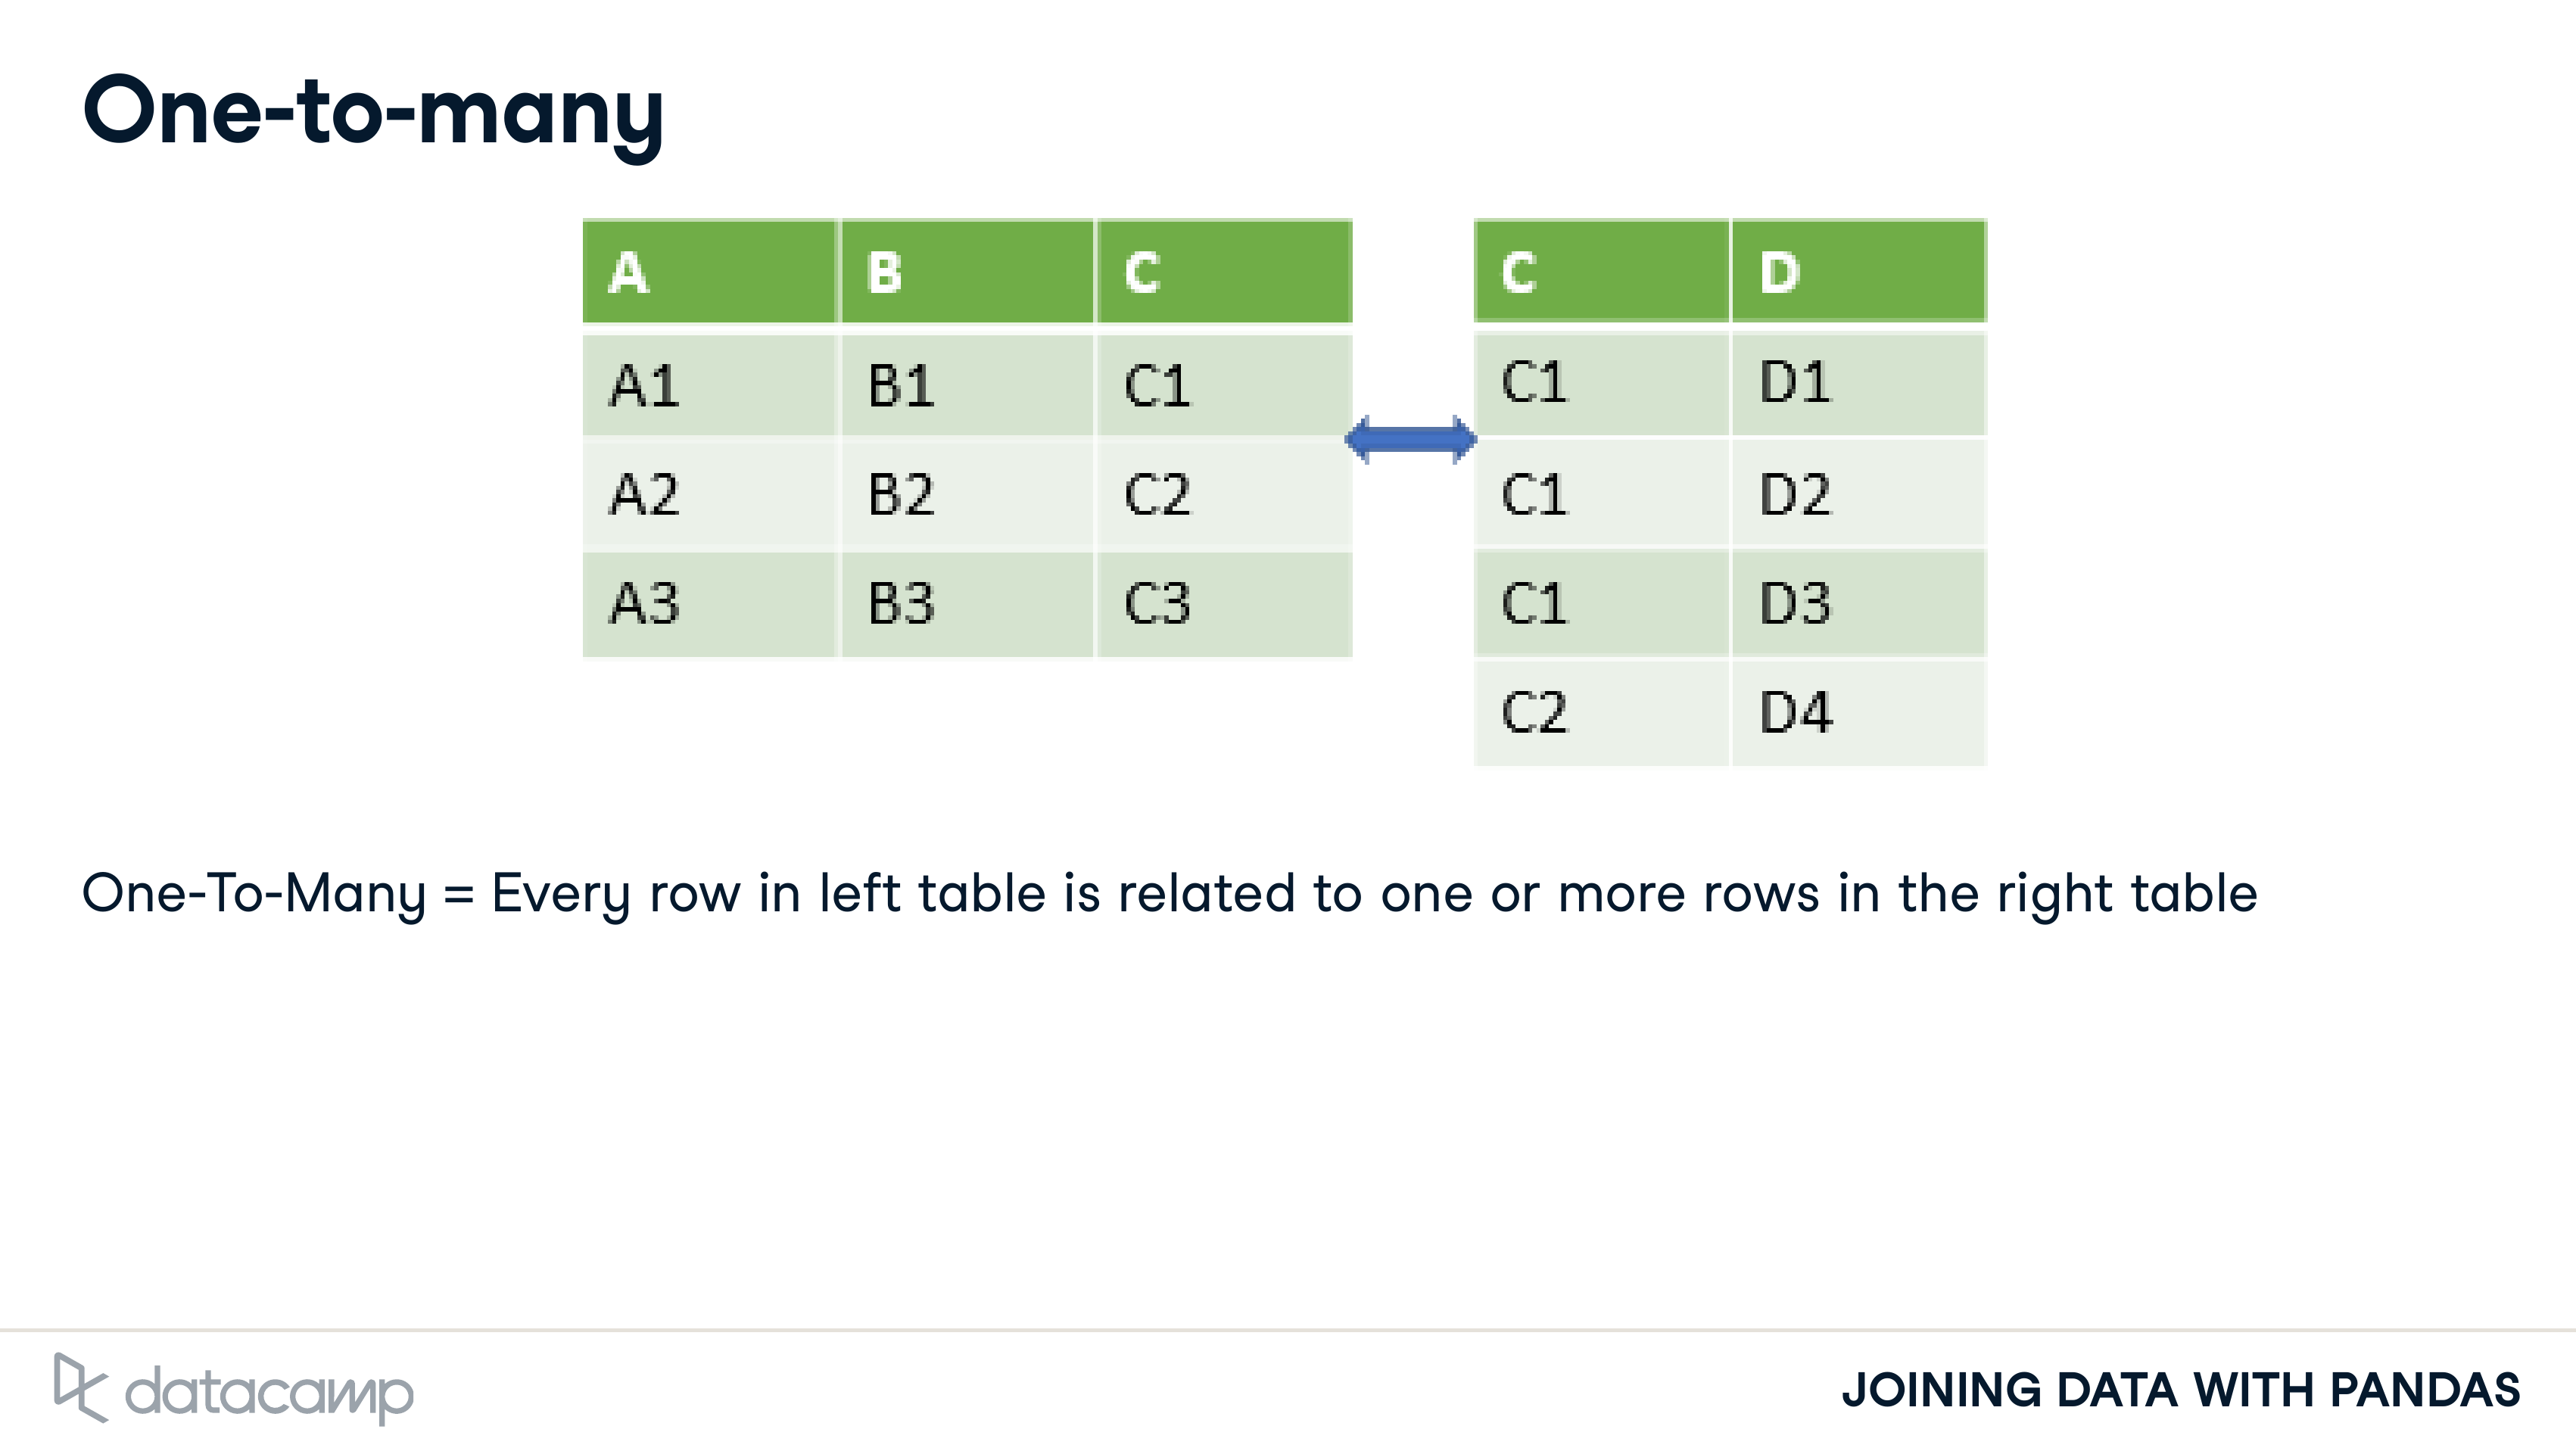 One-to-many
A B C
A1 B1 C1
A2 B2 C2
A3 B3 C3
C D
C1 D1
C1 D2
C1 D3
C2 D4
One-To-Many = Every row in left table is related to one or more rows in the right table
datacamp
JOINING DATA WITH PANDAS